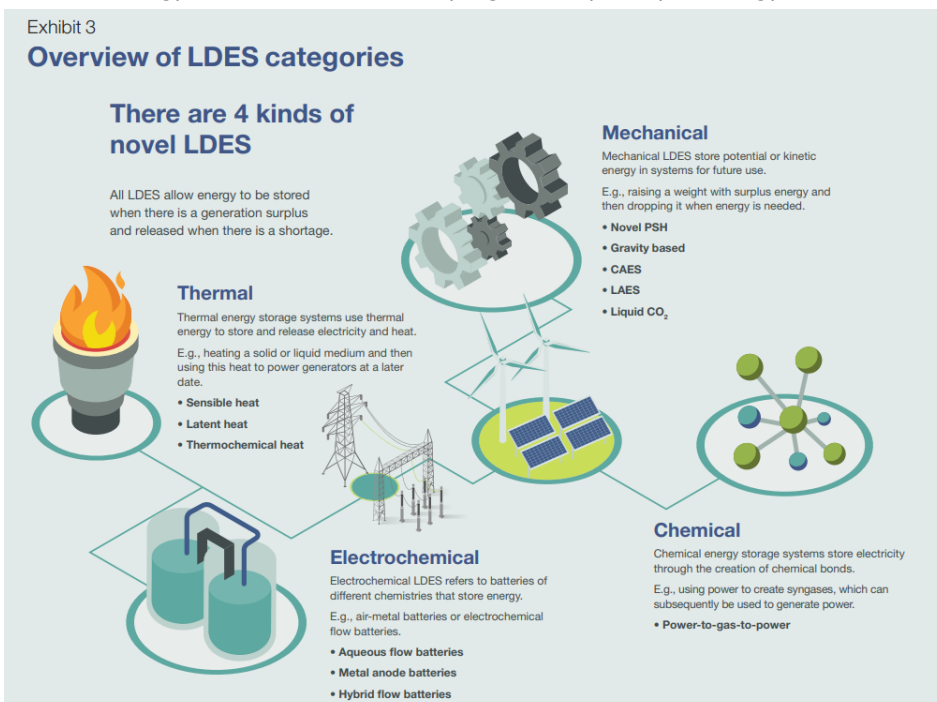 Exhibit 3
Overview of LDES categories
There are 4 kinds of
novel LDES
All LDES allow energy to be stored
when there is a generation surplus
and released when there is a shortage.
Mechanical
Mechanical LDES store potential or kinetic
energy in systems for future use.
E.g., raising a weight with surplus energy and
then dropping it when energy is needed.
• Novel PSH
• Gravity based
• CAES
• LAES
• Liquid CO₂
Thermal
Thermal energy storage systems use thermal
energy to store and release electricity and heat.
E.g., heating a solid or liquid medium and then
using this heat to power generators at a later
date.
• Sensible heat
• Latent heat
• Thermochemical heat
Electrochemical
Electrochemical LDES refers to batteries of
different chemistries that store energy.
E.g., air-metal batteries or electrochemical
flow batteries.
• Aqueous flow batteries
• Metal anode batteries
• Hybrid flow batteries
Chemical
Chemical energy storage systems store electricity
through the creation of chemical bonds.
E.g., using power to create syngases, which can
subsequently be used to generate power.
• Power-to-gas-to-power